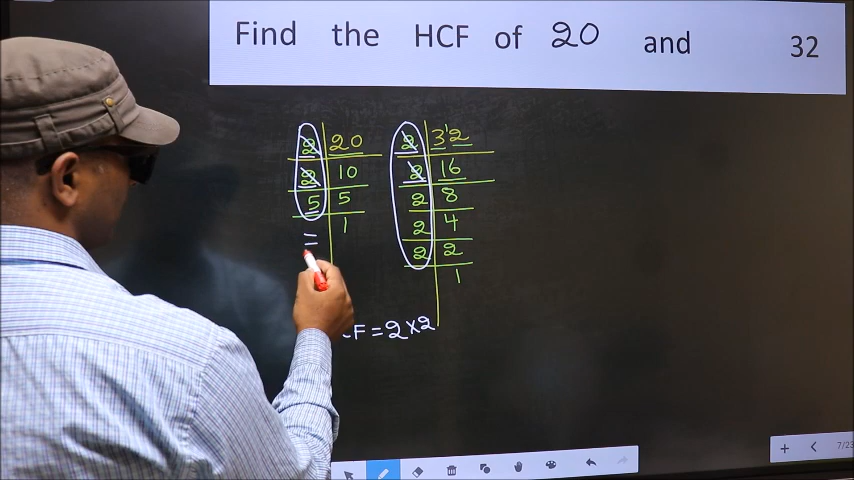 Find the HCF of 20 and 32
2 20 2 3¹2
2 10 2 16
5 5 2 8
1 2 4
= 2 2
1
CF = 2 × 2
7/23